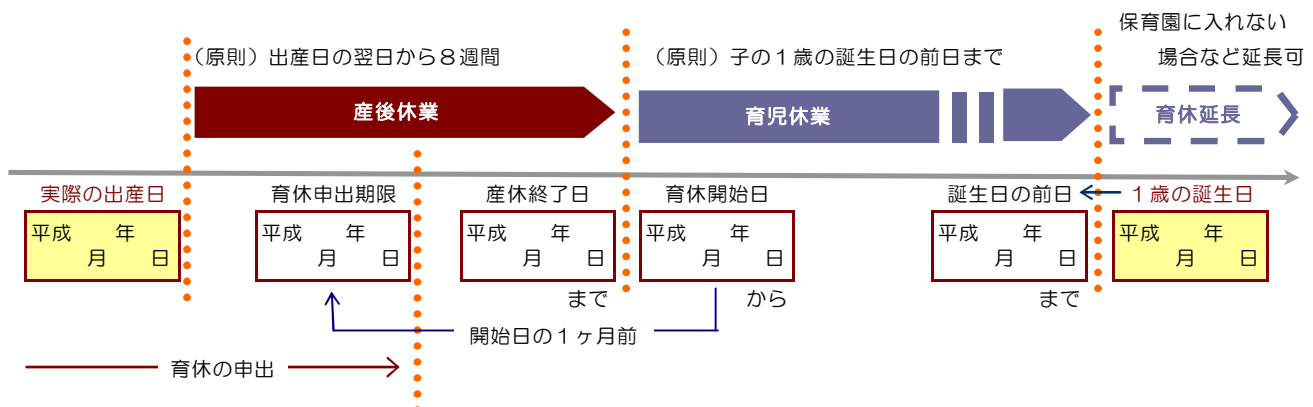 保育園に入れない
場合など延長可
（原則）出産日の翌日から８週間
（原則）子の１歳の誕生日の前日まで
産後休業
育児休業
育休延長
実際の出産日
育休申出期限
産休終了日
育休開始日
誕生日の前日
１歳の誕生日
平成　　年
月　　日
平成　　年
月　　日
平成　　年
月　　日
まで
平成　　年
月　　日
から
平成　　年
月　　日
まで
平成　　年
月　　日
開始日の１ヶ月前
育休の申出